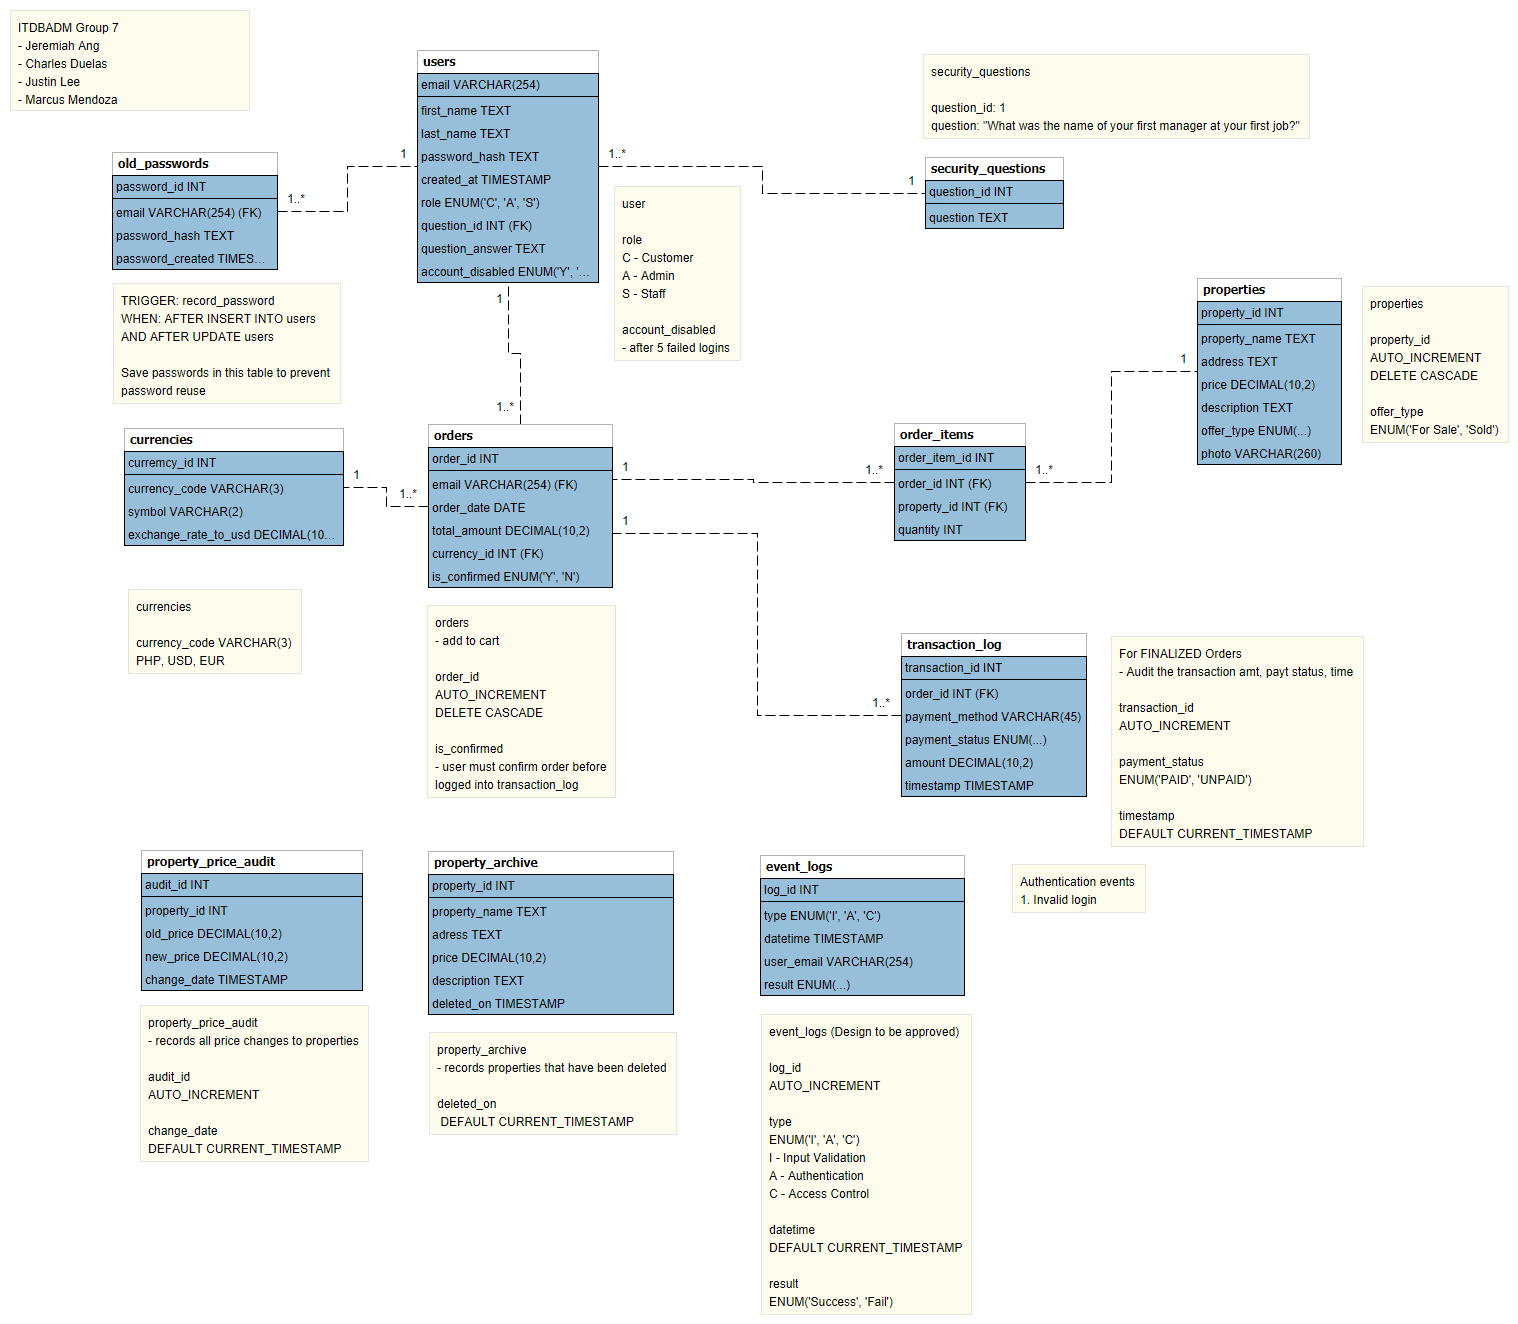 ITDBADM Group 7
- Jeremiah Ang
- Charles Duelas
- Justin Lee
- Marcus Mendoza
users
email VARCHAR(254)
first_name TEXT
last_name TEXT
password_hash TEXT
created_at TIMESTAMP
role ENUM('C', 'A', 'S')
question_id INT (FK)
question_answer TEXT
account_disabled ENUM('Y', '...
security_questions
question_id: 1
question: "What was the name of your first manager at your first job?"
old_passwords
password_id INT
email VARCHAR(254) (FK)
password_hash TEXT
password_created TIMES...
1..*
1
1..*
1
security_questions
question_id INT
question TEXT
user
role
C - Customer
A - Admin
S - Staff
account_disabled
- after 5 failed logins
TRIGGER: record_password
WHEN: AFTER INSERT INTO users
AND AFTER UPDATE users
Save passwords in this table to prevent
password reuse
1
1..*
properties
property_id INT
property_name TEXT
address TEXT
price DECIMAL(10,2)
description TEXT
offer_type ENUM(...)
photo VARCHAR(260)
properties
property_id
AUTO_INCREMENT
DELETE CASCADE
offer_type
ENUM('For Sale', 'Sold')
currencies
curremcy_id INT
currency_code VARCHAR(3)
symbol VARCHAR(2)
exchange_rate_to_usd DECIMAL(10...
1
1..*
orders
order_id INT
email VARCHAR(254) (FK)
order_date DATE
total_amount DECIMAL(10,2)
currency_id INT (FK)
is_confirmed ENUM('Y', 'N')
1
1..*
order_items
order_item_id INT
order_id INT (FK)
property_id INT (FK)
quantity INT
1..*
1
1
1..*
currencies
currency_code VARCHAR(3)
PHP, USD, EUR
orders
- add to cart
order_id
AUTO_INCREMENT
DELETE CASCADE
is_confirmed
- user must confirm order before
logged into transaction_log
transaction_log
transaction_id INT
order_id INT (FK)
payment_method VARCHAR(45)
payment_status ENUM(...)
amount DECIMAL(10,2)
timestamp TIMESTAMP
For FINALIZED Orders
- Audit the transaction amt, payt status, time
transaction_id
AUTO_INCREMENT
payment_status
ENUM('PAID', 'UNPAID')
timestamp
DEFAULT CURRENT_TIMESTAMP
property_price_audit
audit_id INT
property_id INT
old_price DECIMAL(10,2)
new_price DECIMAL(10,2)
change_date TIMESTAMP
property_archive
property_id INT
property_name TEXT
adress TEXT
price DECIMAL(10,2)
description TEXT
deleted_on TIMESTAMP
event_logs
log_id INT
type ENUM('I', 'A', 'C')
datetime TIMESTAMP
user_email VARCHAR(254)
result ENUM(...)
Authentication events
1. Invalid login
property_price_audit
- records all price changes to properties
audit_id
AUTO_INCREMENT
change_date
DEFAULT CURRENT_TIMESTAMP
property_archive
- records properties that have been deleted
deleted_on
DEFAULT CURRENT_TIMESTAMP
event_logs (Design to be approved)
log_id
AUTO_INCREMENT
type
ENUM('I', 'A', 'C')
I - Input Validation
A - Authentication
C - Access Control
datetime
DEFAULT CURRENT_TIMESTAMP
result
ENUM('Success', 'Fail')